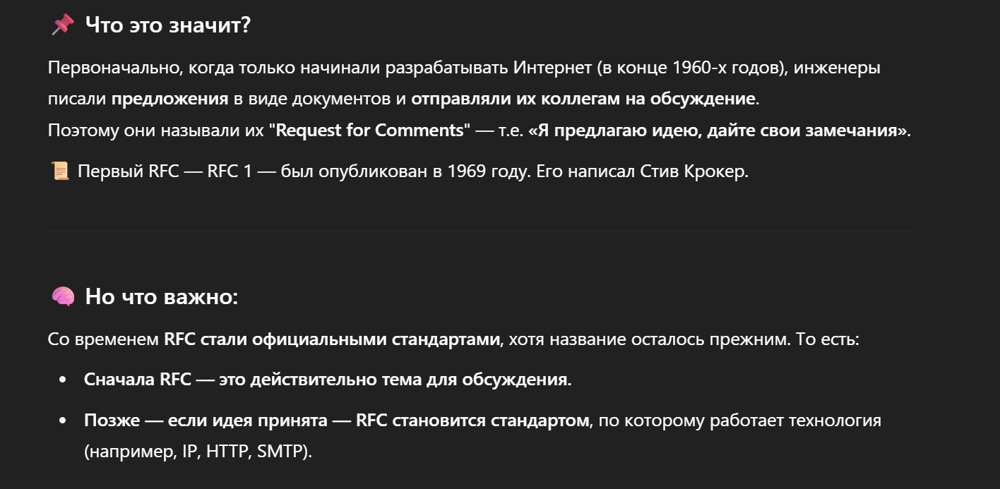 📌 Что это значит?
Первоначально, когда только начинали разрабатывать Интернет (в конце 1960-х годов), инженеры
писали предложения в виде документов и отправляли их коллегам на обсуждение.
Поэтому они называли их "Request for Comments" — т.е. «Я предлагаю идею, дайте свои замечания».
📜 Первый RFC — RFC 1 — был опубликован в 1969 году. Его написал Стив Крокер.
🧠 Но что важно:
Со временем RFC стали официальными стандартами, хотя название осталось прежним. То есть:
• Сначала RFC — это действительно тема для обсуждения.
• Позже — если идея принята — RFC становится стандартом, по которому работает технология
(например, IP, HTTP, SMTP).